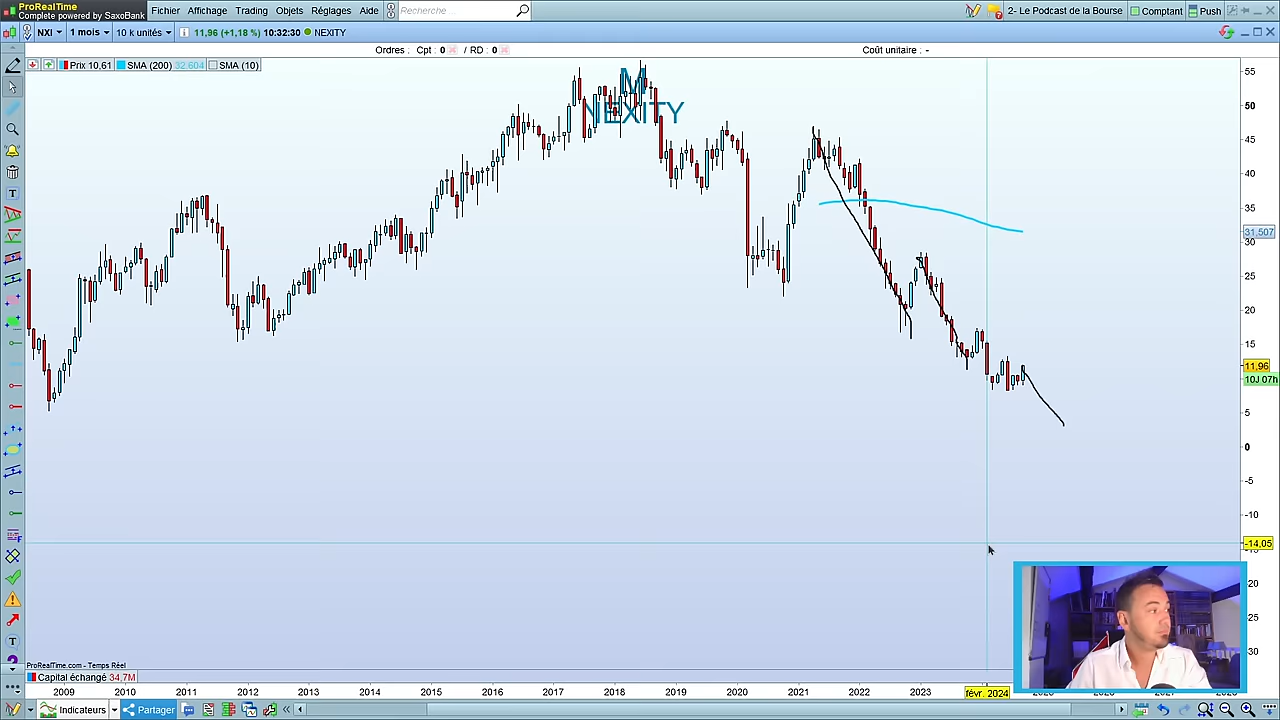 ProRealTime
Complete powered by SaxoBank
Fichier Affichage Trading Objets Réglages Aide Recherche 2- Le Podcast de la Bourse Comptant Push
NXI 1 mois 10 k unités 11,96 (+1,18 %) 10:32:30 NEXITY
Ordres : Cpt : 0 / RD : 0 Coût unitaire : -
Prix 10,61 SMA (200) 32.604 SMA (10)
M
NEXITY
55
50
45
40
35
31,507
30
25
20
15
11,96
10J 07h
5
0
-5
-10
-14,05
20
25
30
ProRealTime.com - Temps Réel
Capital échangé 34,7M
2009 2010 2011 2012 2013 2014 2015 2016 2017 2018 2019 2020 2021 2022 2023 févr. 2024
Indicateurs Partager